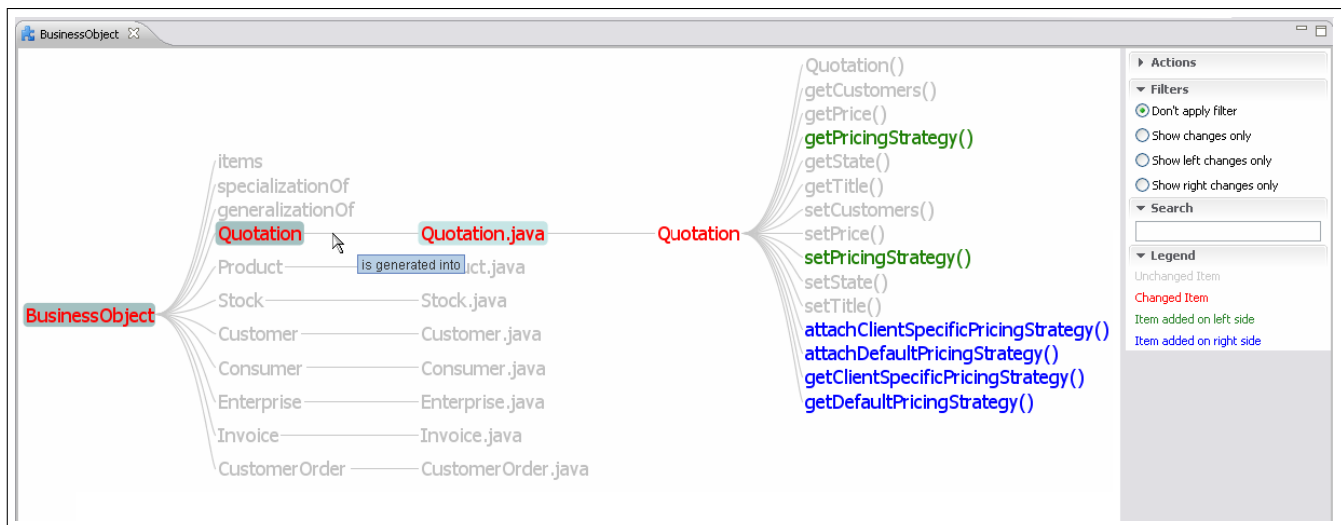 BusinessObject
Quotation()
getCustomers()
getPrice()
getPricingStrategy()
getState()
getTitle()
setCustomers()
setPrice()
setPricingStrategy()
setState()
setTitle()
attachClientSpecificPricingStrategy()
attachDefaultPricingStrategy()
getClientSpecificPricingStrategy()
getDefaultPricingStrategy()
items
specializationOf
generalizationOf
Quotation Quotation.java Quotation
is generated into
Product uct.java
Stock Stock.java
BusinessObject
Customer Customer.java
Consumer Consumer.java
Enterprise Enterprise.java
Invoice Invoice.java
CustomerOrder CustomerOrder.java
Actions
Filters
Don't apply filter
Show changes only
Show left changes only
Show right changes only
Search
Legend
Unchanged Item
Changed Item
Item added on left side
Item added on right side